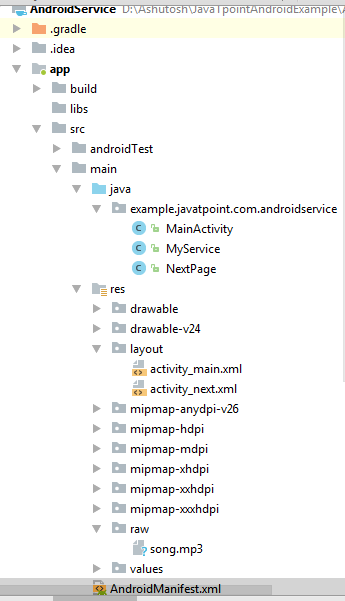 AndroidService D:\Ashutosh\JavaTpointAndroidExample\
.gradle
.idea
app
build
libs
src
androidTest
main
java
example.javatpoint.com.androidservice
MainActivity
MyService
NextPage
res
drawable
drawable-v24
layout
activity_main.xml
activity_next.xml
mipmap-anydpi-v26
mipmap-hdpi
mipmap-mdpi
mipmap-xhdpi
mipmap-xxhdpi
mipmap-xxxhdpi
raw
song.mp3
values
AndroidManifest.xml